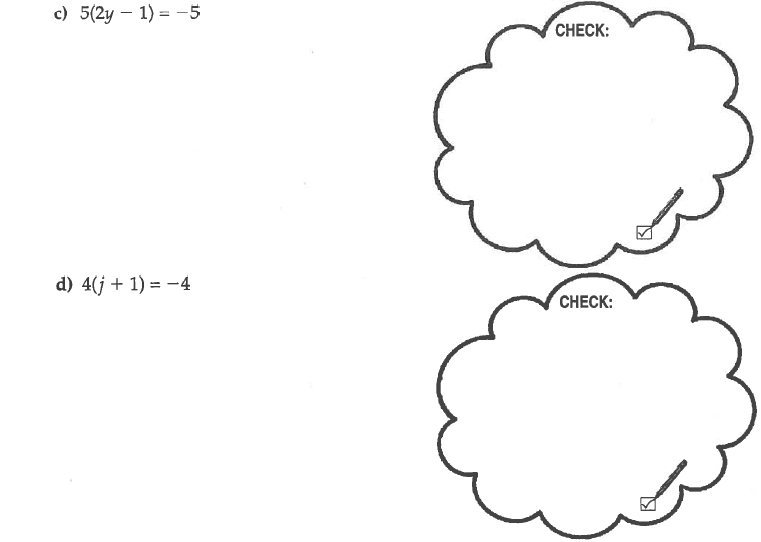 c) 5(2y − 1) = −5
CHECK:
d) 4(j + 1) = −4
CHECK: